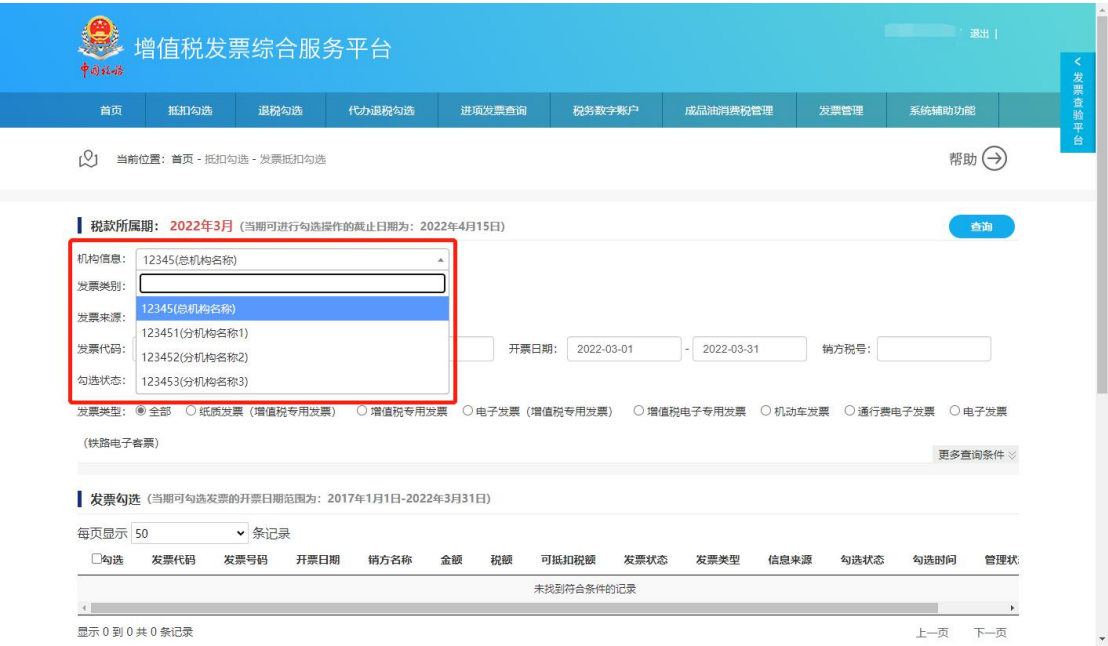 中国税务
增值税发票综合服务平台
退出 |
首页 抵扣勾选 退税勾选 代办退税勾选 进项发票查询 税务数字账户 成品油消费税管理 发票管理 系统辅助功能
< 发票查验平台
当前位置：首页 - 抵扣勾选 - 发票抵扣勾选 帮助
税款所属期： 2022年3月 (当期可进行勾选操作的截止日期为：2022年4月15日) 查询
机构信息： 12345(总机构名称)
发票类别：
12345(总机构名称)
发票来源：
123451(分机构名称1)
发票代码： 开票日期： 2022-03-01 - 2022-03-31 销方税号：
123452(分机构名称2)
勾选状态： 123453(分机构名称3)
发票类型： 全部 纸质发票（增值税专用发票） 增值税专用发票 电子发票（增值税专用发票） 增值税电子专用发票 机动车发票 通行费电子发票 电子发票
（铁路电子客票）
更多查询条件
发票勾选 (当期可勾选发票的开票日期范围为：2017年1月1日-2022年3月31日)
每页显示 50 条记录
勾选 发票代码 发票号码 开票日期 销方名称 金额 税额 可抵扣税额 发票状态 发票类型 信息来源 勾选状态 勾选时间 管理状
未找到符合条件的记录
显示 0 到 0 共 0 条记录 上一页 下一页